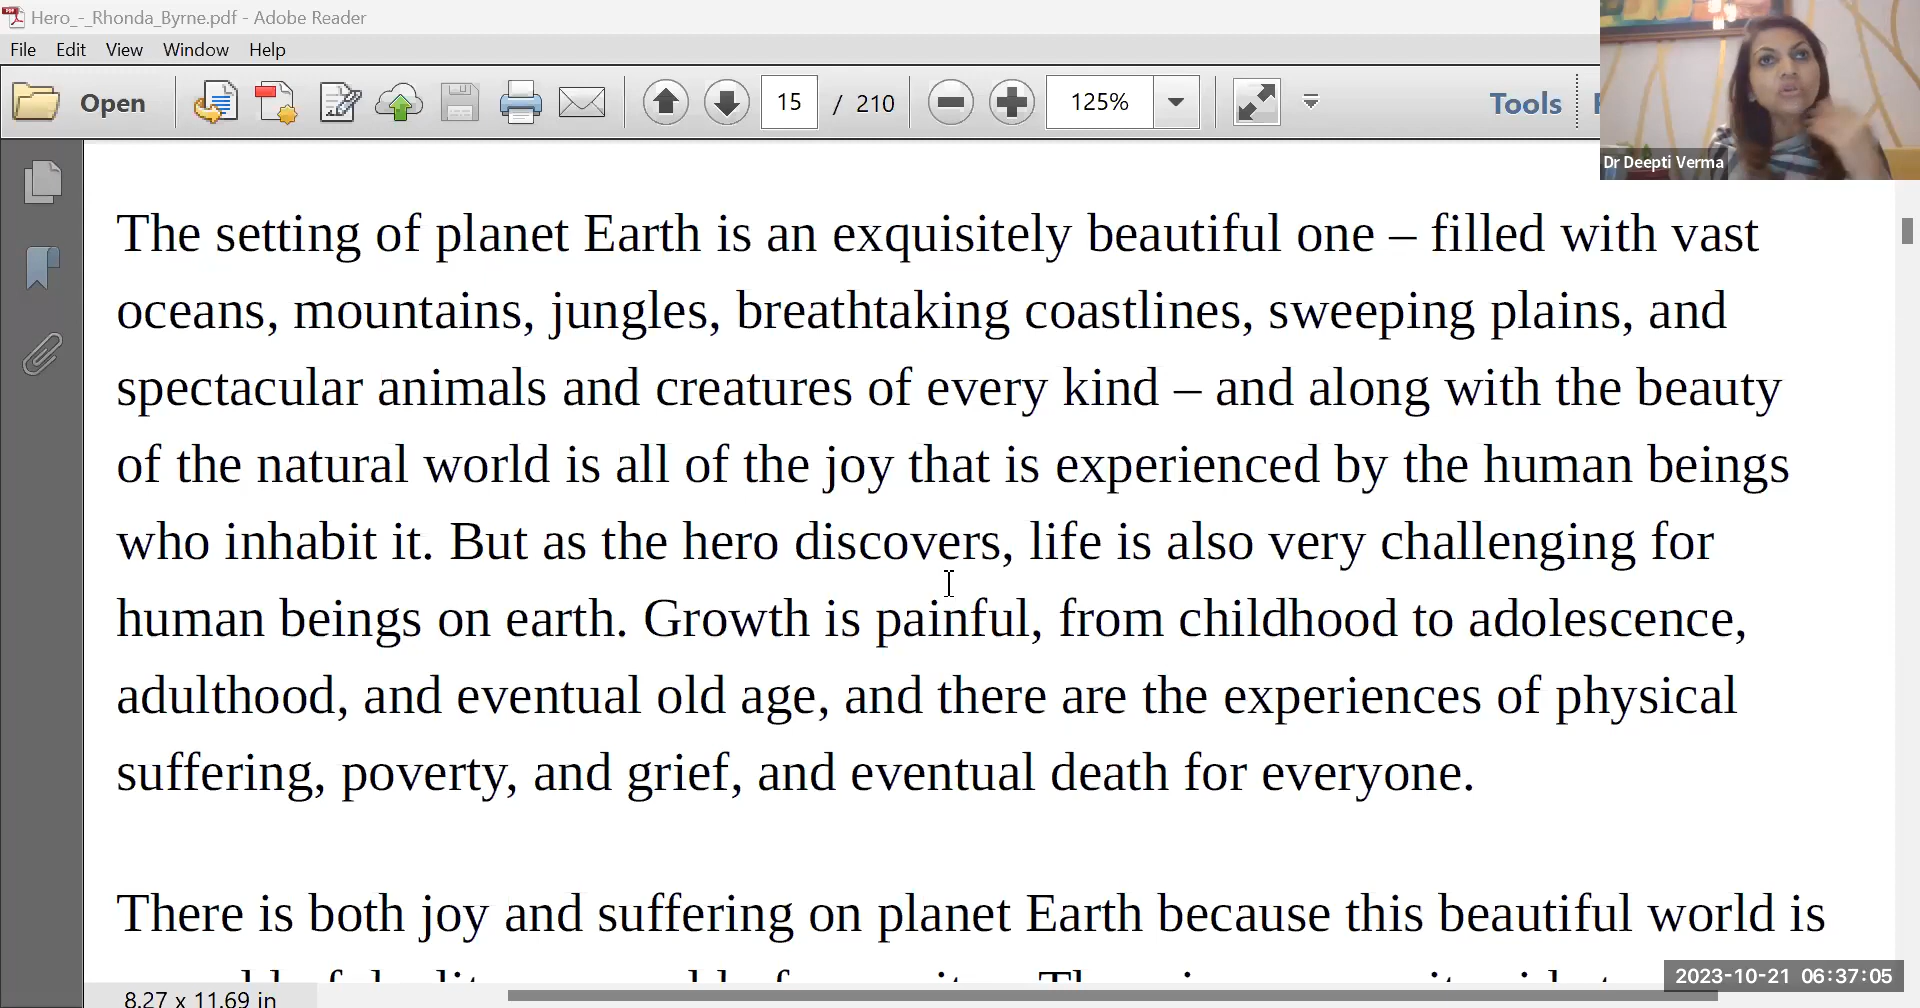 Hero_-_Rhonda_Byrne.pdf - Adobe Reader
File Edit View Window Help
Open 15 / 210 125% Tools
Dr Deepti Verma
The setting of planet Earth is an exquisitely beautiful one – filled with vast
oceans, mountains, jungles, breathtaking coastlines, sweeping plains, and
spectacular animals and creatures of every kind – and along with the beauty
of the natural world is all of the joy that is experienced by the human beings
who inhabit it. But as the hero discovers, life is also very challenging for
human beings on earth. Growth is painful, from childhood to adolescence,
adulthood, and eventual old age, and there are the experiences of physical
suffering, poverty, and grief, and eventual death for everyone.
There is both joy and suffering on planet Earth because this beautiful world is
2023-10-21 06:37:05
8.27 x 11.69 in